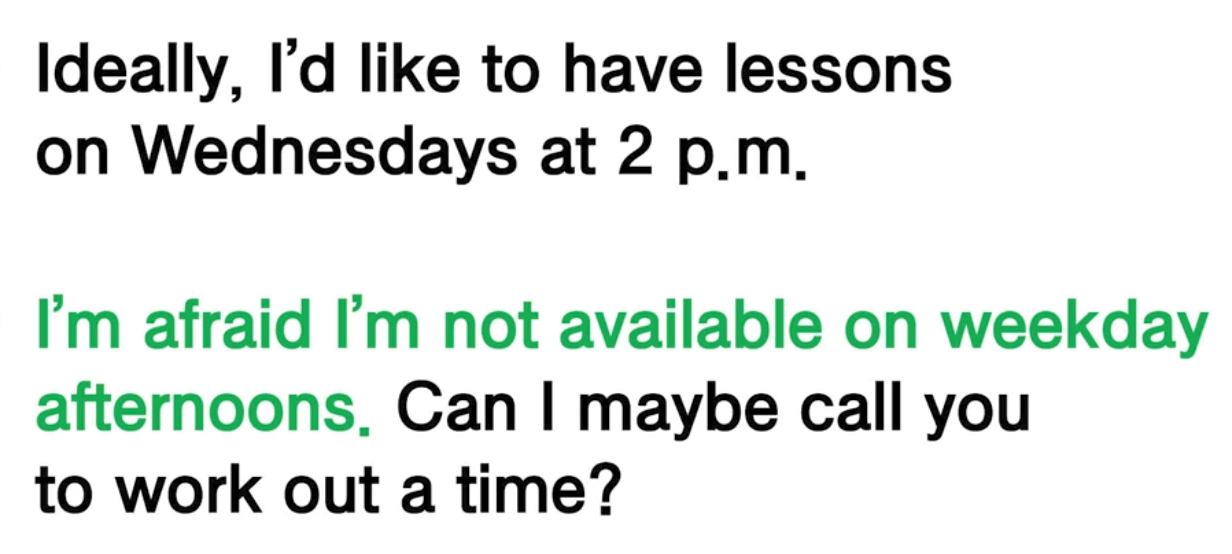 Ideally, I’d like to have lessons
on Wednesdays at 2 p.m.
I’m afraid I’m not available on weekday
afternoons. Can I maybe call you
to work out a time?